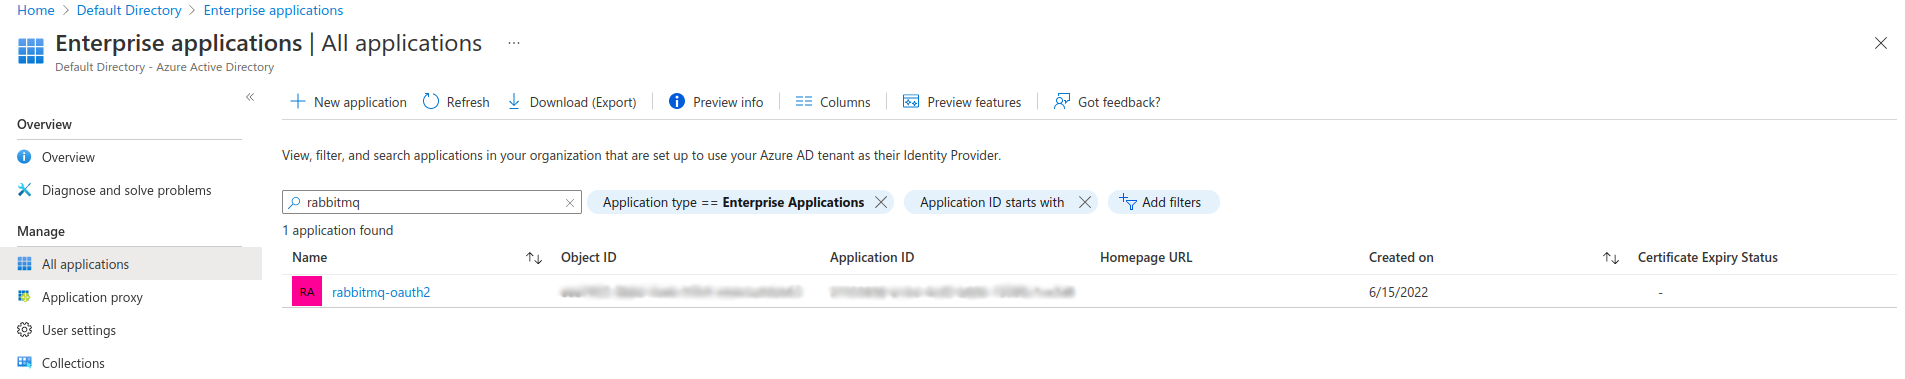 Home > Default Directory > Enterprise applications
Enterprise applications | All applications ...
Default Directory - Azure Active Directory
«
New application Refresh Download (Export) Preview info Columns Preview features Got feedback?
Overview
Overview
Diagnose and solve problems
Manage
All applications
Application proxy
User settings
Collections
View, filter, and search applications in your organization that are set up to use your Azure AD tenant as their Identity Provider.
rabbitmq Application type == Enterprise Applications Application ID starts with Add filters
1 application found
Name Object ID Application ID Homepage URL Created on Certificate Expiry Status
RA rabbitmq-oauth2 6/15/2022 -